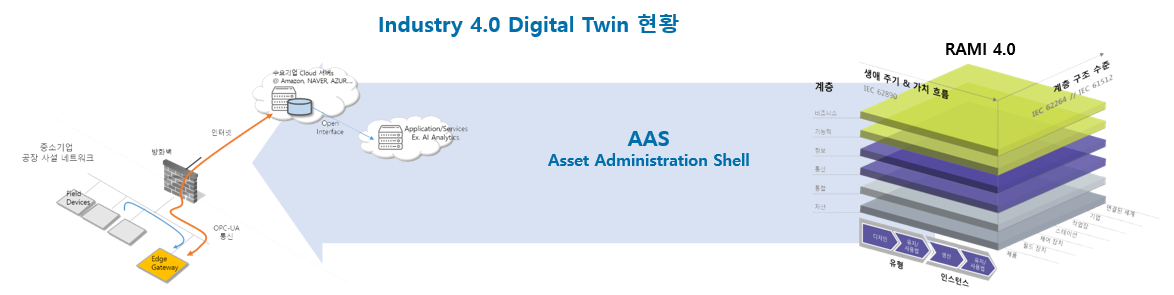 Industry 4.0 Digital Twin 현황
수요기업 Cloud 서버스
@ Amazon, NAVER, AZUR...
Open
Interface
Application/Services
Ex. AI Analytics
인터넷
중소기업
공장 사설 네트워크
방화벽
Field
Devices
OPC-UA
통신
Edge
Gateway
AAS
Asset Administration Shell
RAMI 4.0
계층
생애 주기 & 가치 흐름
IEC 62890
계층 구조 수준
IEC 62264 // IEC 61512
비즈니스
기능적
정보
통신
통합
자산
연결된 세계
기업
작업장
스테이션
제어 장치
필드 장치
제품
디자인
유지/
사용법
생산
유지/
사용법
유형
인스턴스